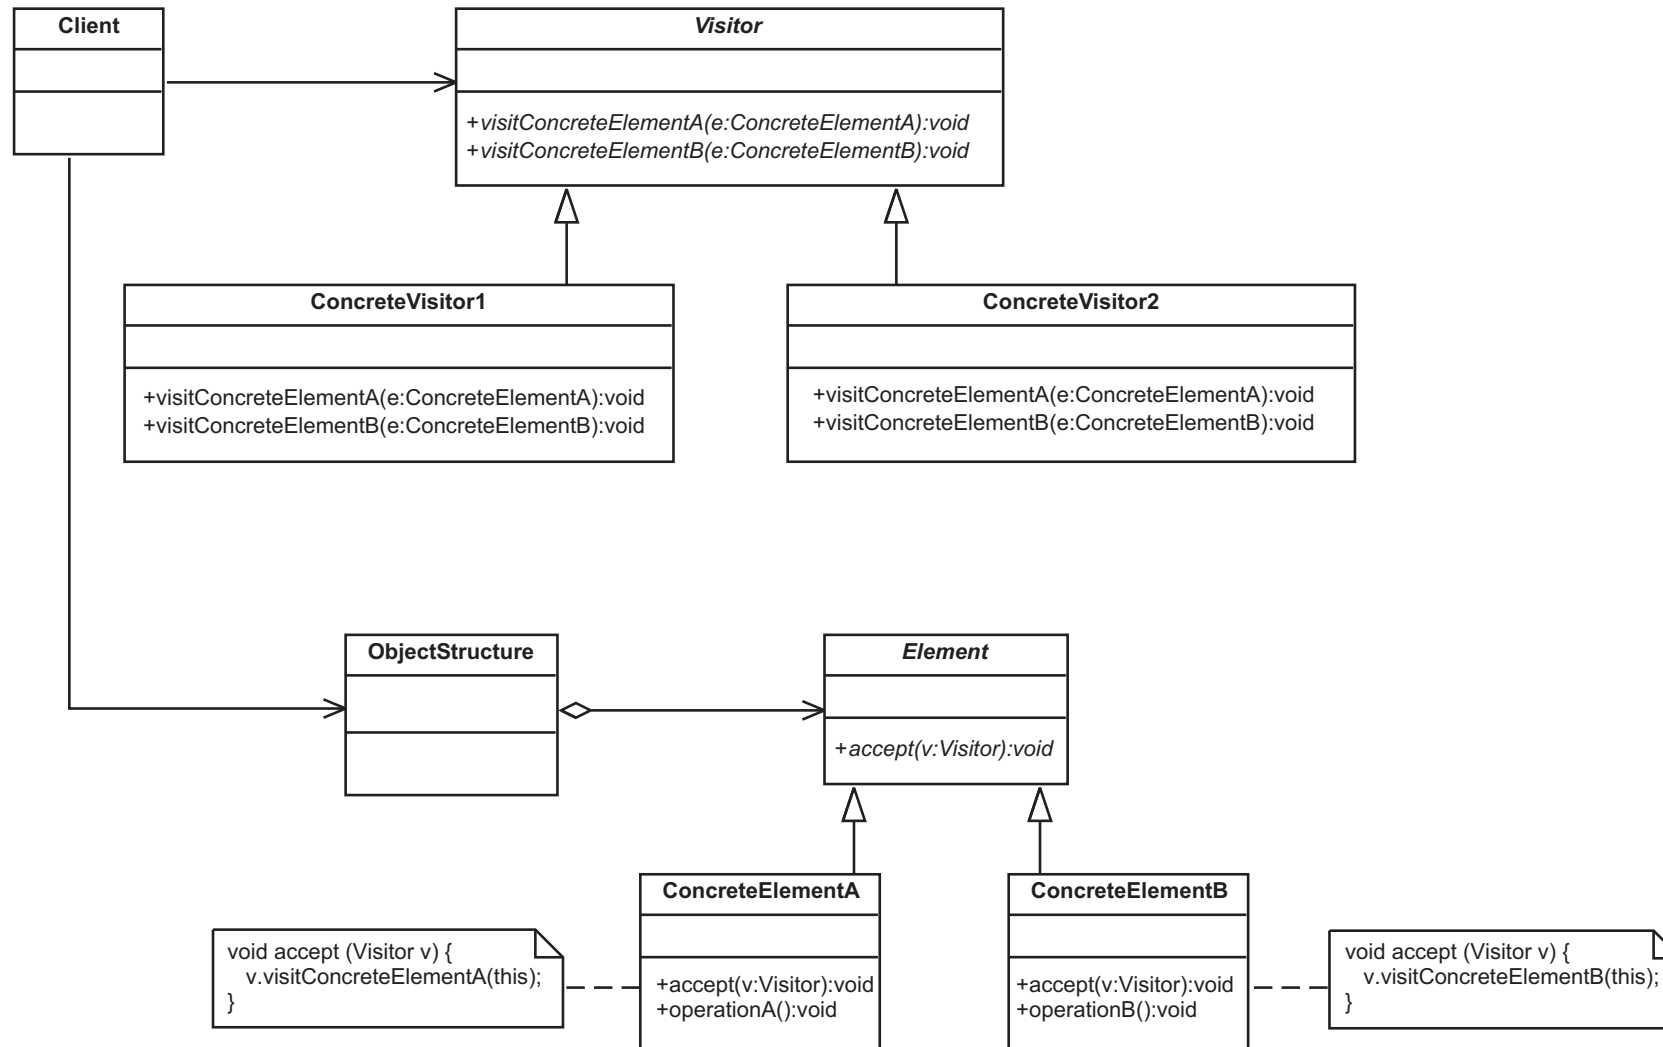 Client
Visitor
+visitConcreteElementA(e:ConcreteElementA):void
+visitConcreteElementB(e:ConcreteElementB):void
ConcreteVisitor1
+visitConcreteElementA(e:ConcreteElementA):void
+visitConcreteElementB(e:ConcreteElementB):void
ConcreteVisitor2
+visitConcreteElementA(e:ConcreteElementA):void
+visitConcreteElementB(e:ConcreteElementB):void
ObjectStructure
Element
+accept(v:Visitor):void
ConcreteElementA
+accept(v:Visitor):void
+operationA():void
ConcreteElementB
+accept(v:Visitor):void
+operationB():void
void accept (Visitor v) {
v.visitConcreteElementA(this);
}
void accept (Visitor v) {
v.visitConcreteElementB(this);
}